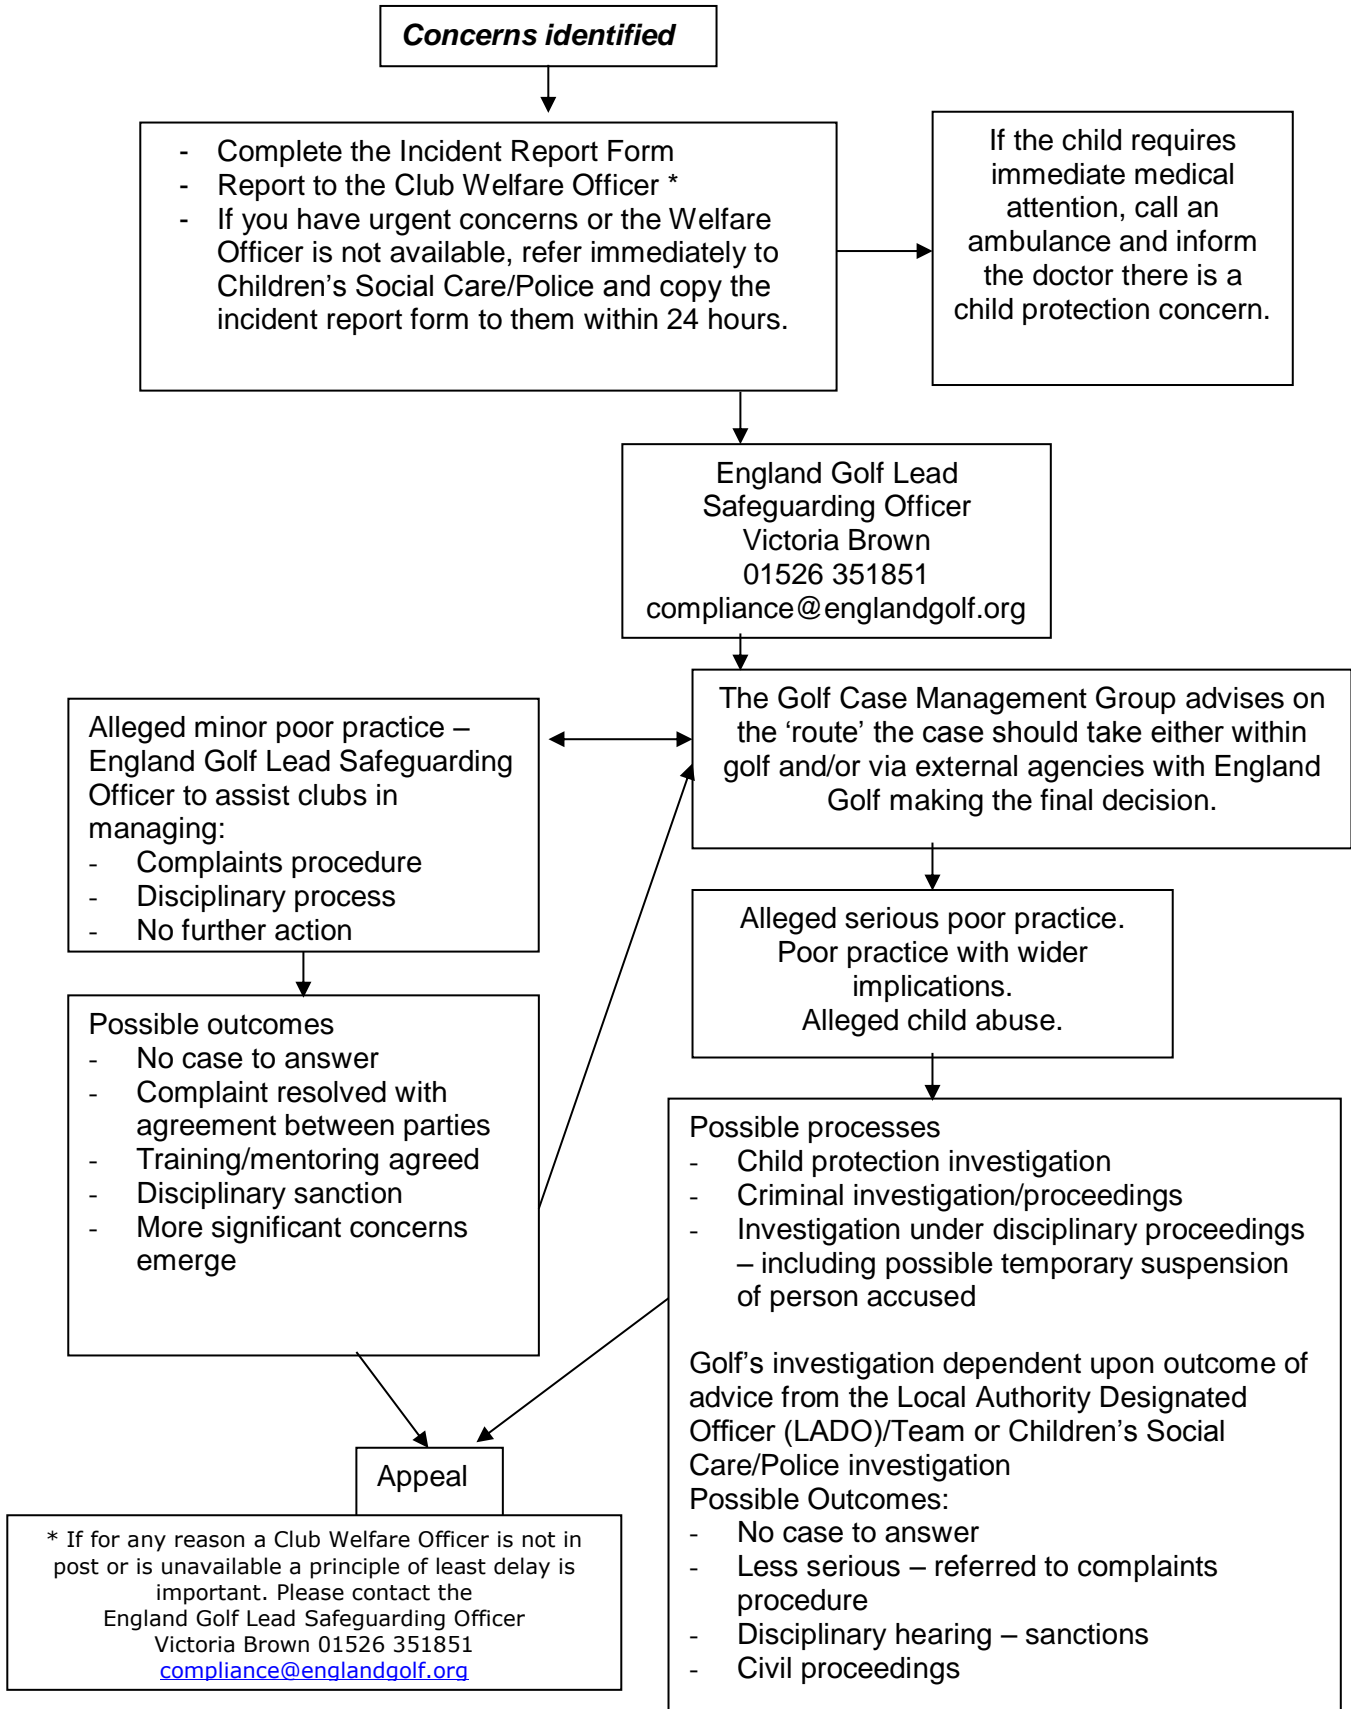 Concerns identified
- Complete the Incident Report Form
- Report to the Club Welfare Officer *
- If you have urgent concerns or the Welfare
Officer is not available, refer immediately to
Children’s Social Care/Police and copy the
incident report form to them within 24 hours.
If the child requires
immediate medical
attention, call an
ambulance and inform
the doctor there is a
child protection concern.
England Golf Lead
Safeguarding Officer
Victoria Brown
01526 351851
compliance@englandgolf.org
The Golf Case Management Group advises on
the ‘route’ the case should take either within
golf and/or via external agencies with England
Golf making the final decision.
Alleged minor poor practice –
England Golf Lead Safeguarding
Officer to assist clubs in
managing:
- Complaints procedure
- Disciplinary process
- No further action
Alleged serious poor practice.
Poor practice with wider
implications.
Alleged child abuse.
Possible outcomes
- No case to answer
- Complaint resolved with
agreement between parties
- Training/mentoring agreed
- Disciplinary sanction
- More significant concerns
emerge
Possible processes
- Child protection investigation
- Criminal investigation/proceedings
- Investigation under disciplinary proceedings
– including possible temporary suspension
of person accused
Golf’s investigation dependent upon outcome of
advice from the Local Authority Designated
Officer (LADO)/Team or Children’s Social
Care/Police investigation
Possible Outcomes:
- No case to answer
- Less serious – referred to complaints
procedure
- Disciplinary hearing – sanctions
- Civil proceedings
Appeal
* If for any reason a Club Welfare Officer is not in
post or is unavailable a principle of least delay is
important. Please contact the
England Golf Lead Safeguarding Officer
Victoria Brown 01526 351851
compliance@englandgolf.org